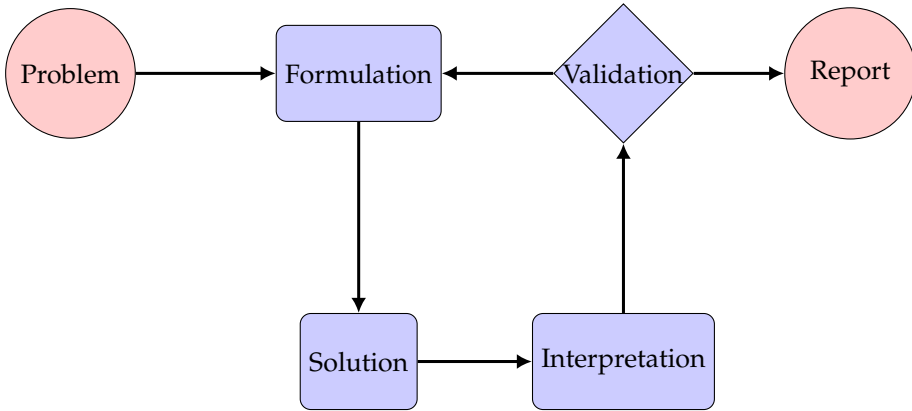 Problem
Formulation
Validation
Report
Solution
Interpretation